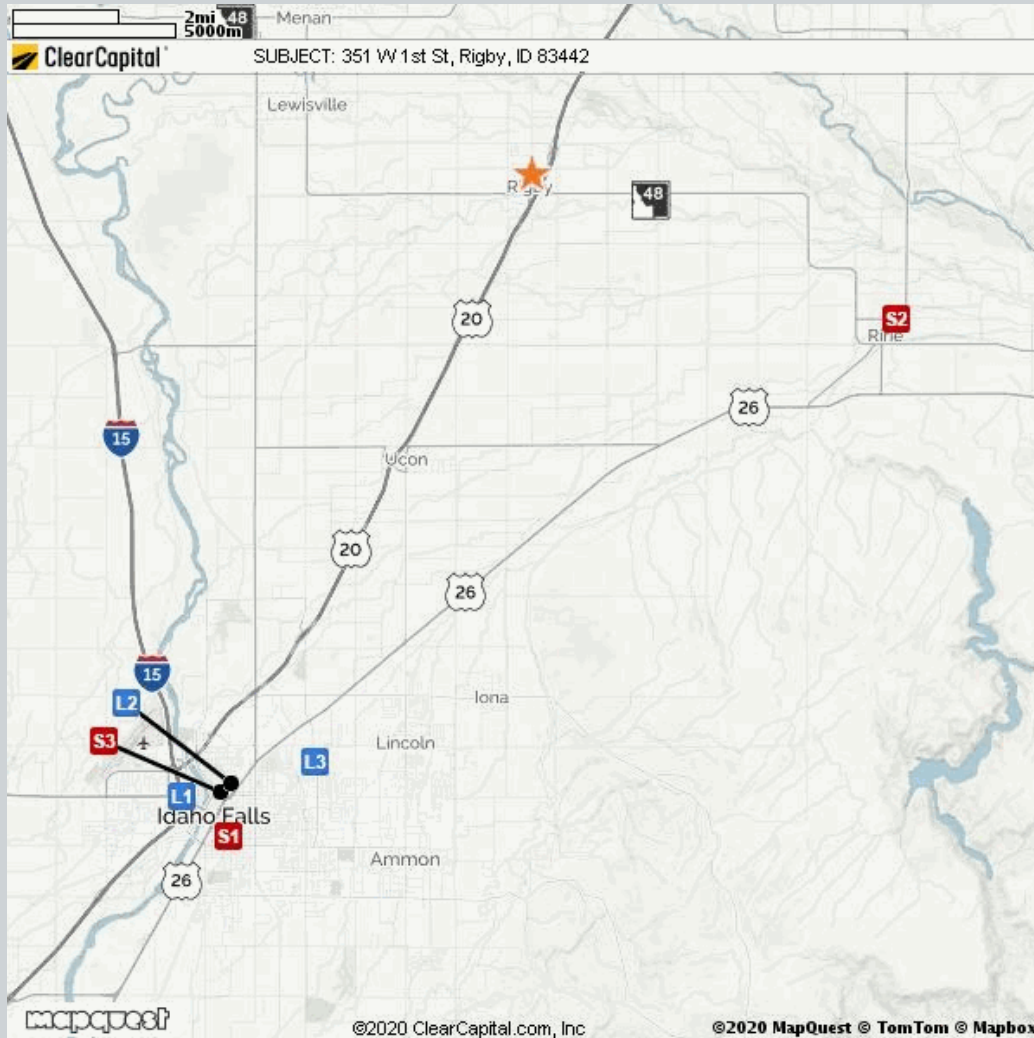 2mi
5000m
48
Menan
ClearCapital
SUBJECT: 351 W 1st St, Rigby, ID 83442
Lewisville
Rigby
48
20
S2
Ririe
26
15
Ucon
20
26
15
L2
Iona
S3
Lincoln
L3
L1
Idaho Falls
S1
Ammon
26
mapquest
©2020 ClearCapital.com, Inc
©2020 MapQuest © TomTom © Mapbox